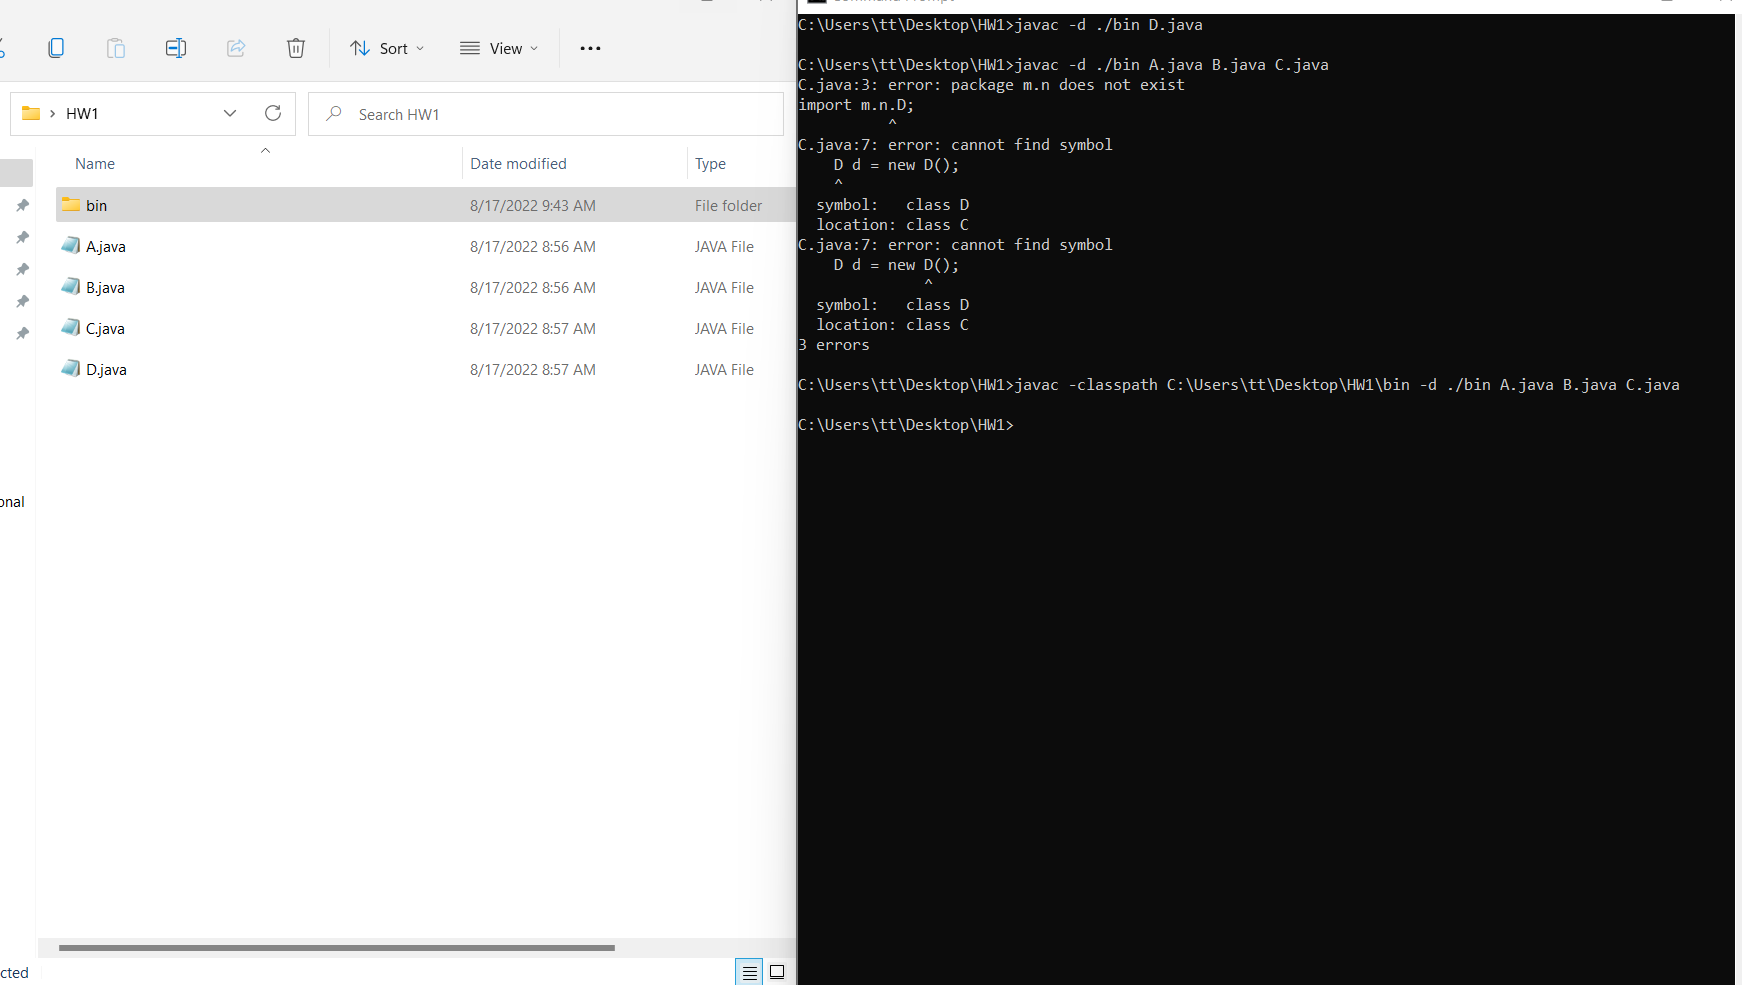 Sort
View
HW1
Search HW1
Name Date modified Type
bin 8/17/2022 9:43 AM File folder
A.java 8/17/2022 8:56 AM JAVA File
B.java 8/17/2022 8:56 AM JAVA File
C.java 8/17/2022 8:57 AM JAVA File
D.java 8/17/2022 8:57 AM JAVA File
onal
cted
C:\Users\tt\Desktop\HW1>javac -d ./bin D.java
C:\Users\tt\Desktop\HW1>javac -d ./bin A.java B.java C.java
C.java:3: error: package m.n does not exist
import m.n.D;
^
C.java:7: error: cannot find symbol
D d = new D();
^
symbol:   class D
location: class C
C.java:7: error: cannot find symbol
D d = new D();
^
symbol:   class D
location: class C
3 errors
C:\Users\tt\Desktop\HW1>javac -classpath C:\Users\tt\Desktop\HW1\bin -d ./bin A.java B.java C.java
C:\Users\tt\Desktop\HW1>